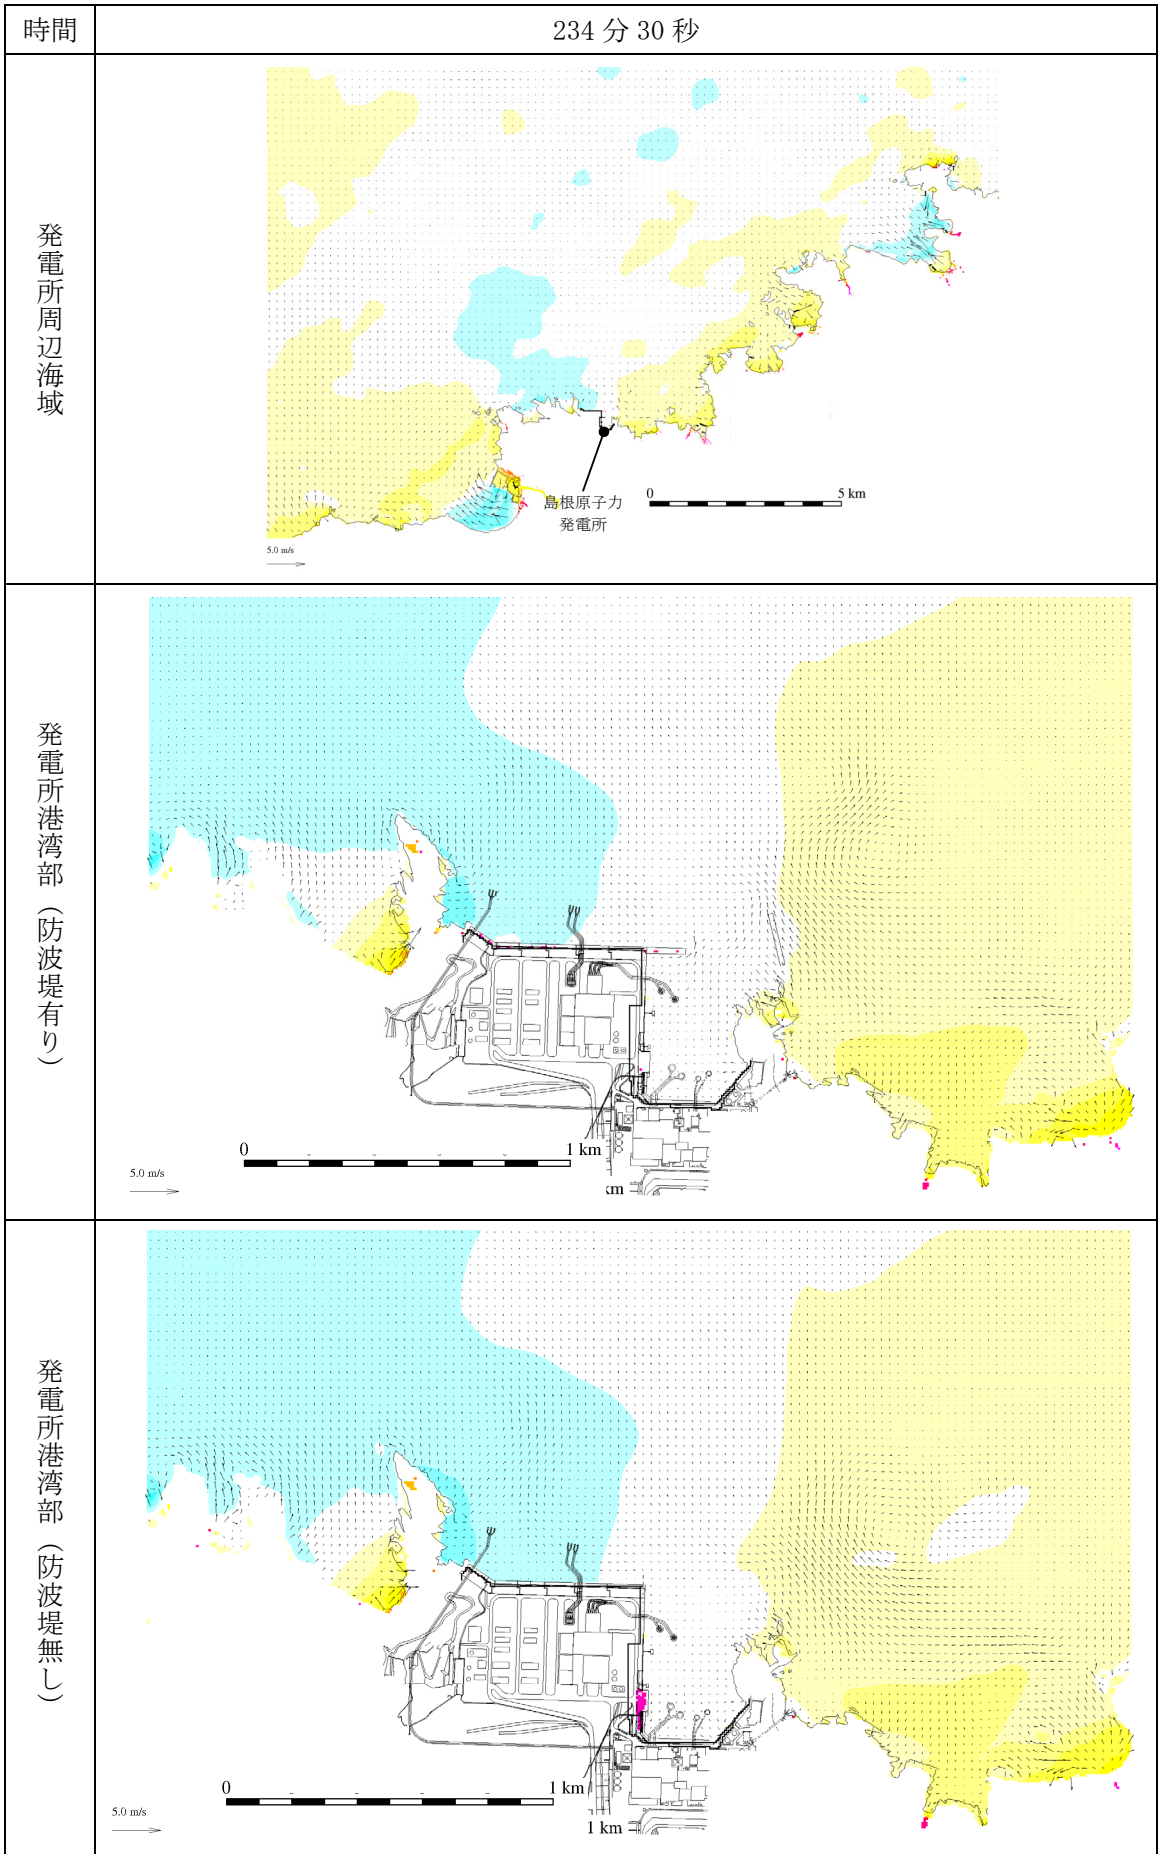 時間
234 分 30 秒
発電所周辺海域
島根原子力
発電所
0
5 km
5.0 m/s
発電所港湾部（防波堤有り）
0
1 km
km
5.0 m/s
発電所港湾部（防波堤無し）
0
1 km
1 km
5.0 m/s